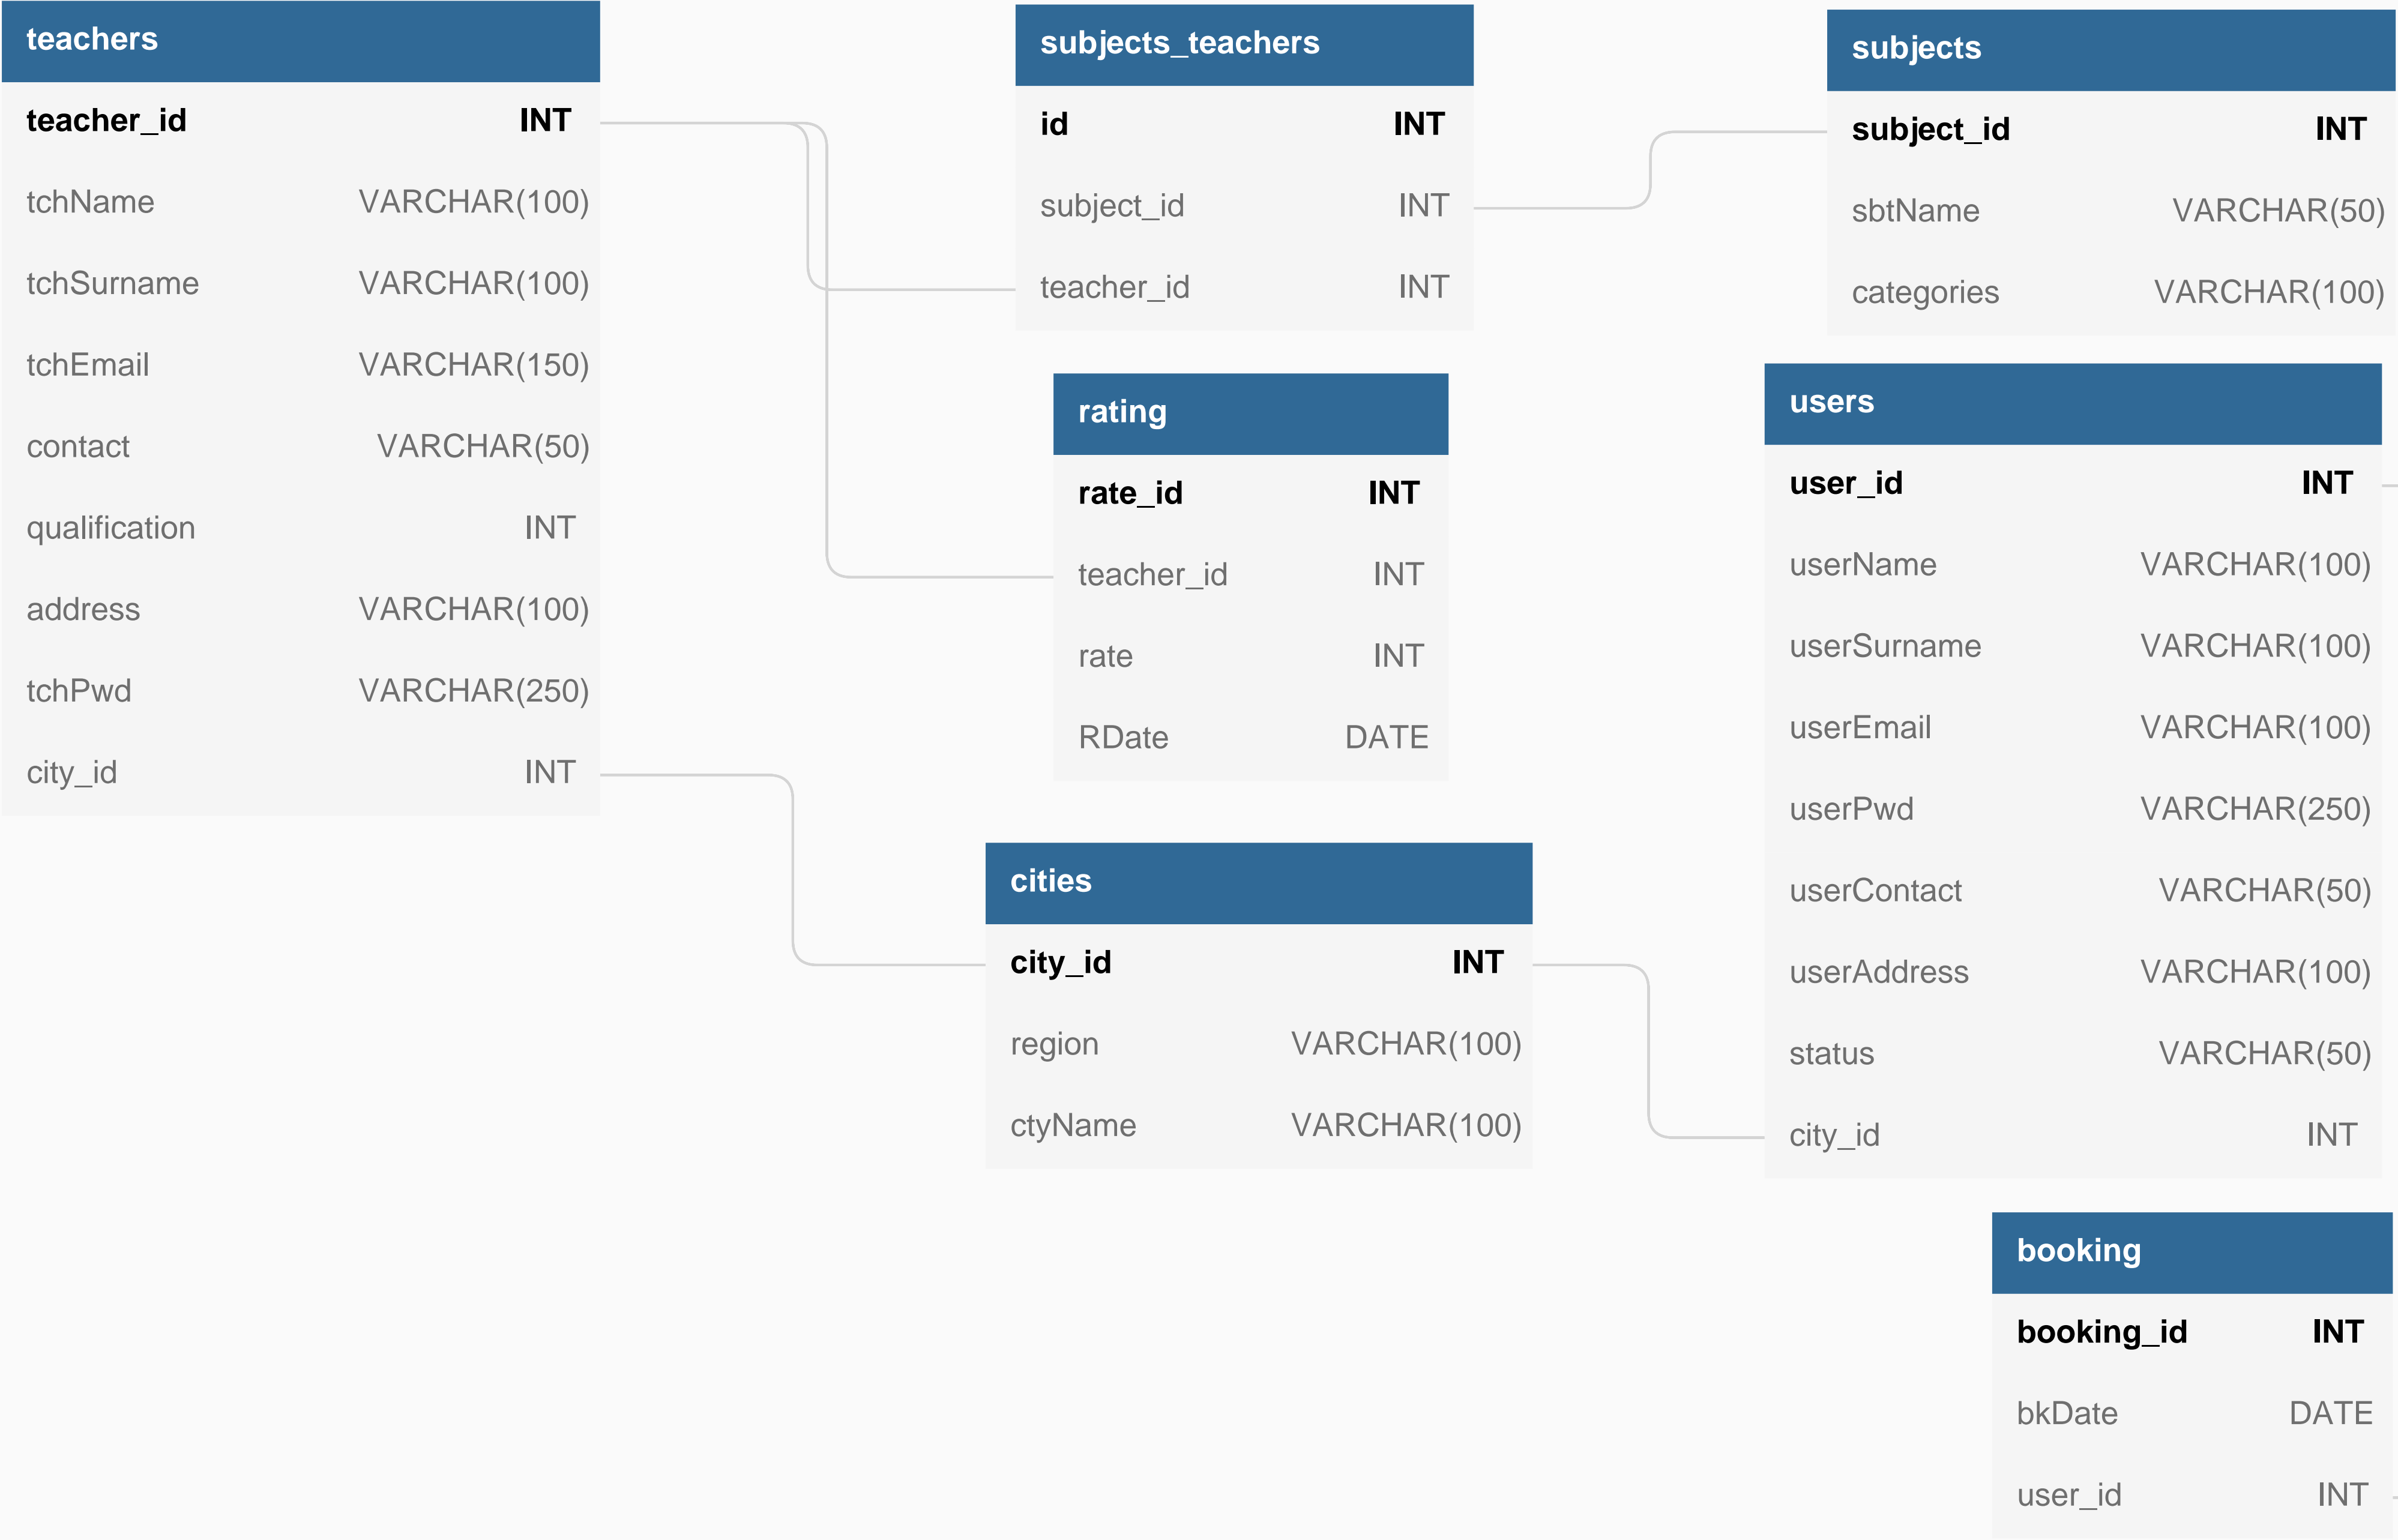 teachers
teacher_id INT
tchName VARCHAR(100)
tchSurname VARCHAR(100)
tchEmail VARCHAR(150)
contact VARCHAR(50)
qualification INT
address VARCHAR(100)
tchPwd VARCHAR(250)
city_id INT
subjects_teachers
id INT
subject_id INT
teacher_id INT
subjects
subject_id INT
sbtName VARCHAR(50)
categories VARCHAR(100)
rating
rate_id INT
teacher_id INT
rate INT
RDate DATE
users
user_id INT
userName VARCHAR(100)
userSurname VARCHAR(100)
userEmail VARCHAR(100)
userPwd VARCHAR(250)
userContact VARCHAR(50)
userAddress VARCHAR(100)
status VARCHAR(50)
city_id INT
cities
city_id INT
region VARCHAR(100)
ctyName VARCHAR(100)
booking
booking_id INT
bkDate DATE
user_id INT